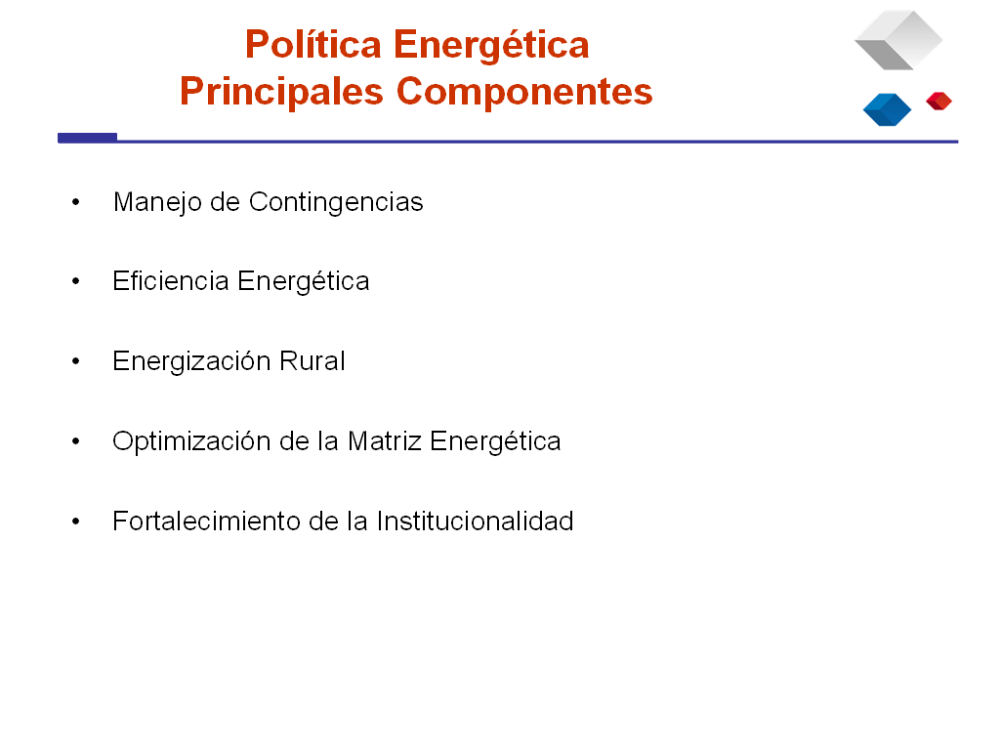 Política Energética
Principales Componentes
• Manejo de Contingencias
• Eficiencia Energética
• Energización Rural
• Optimización de la Matriz Energética
• Fortalecimiento de la Institucionalidad